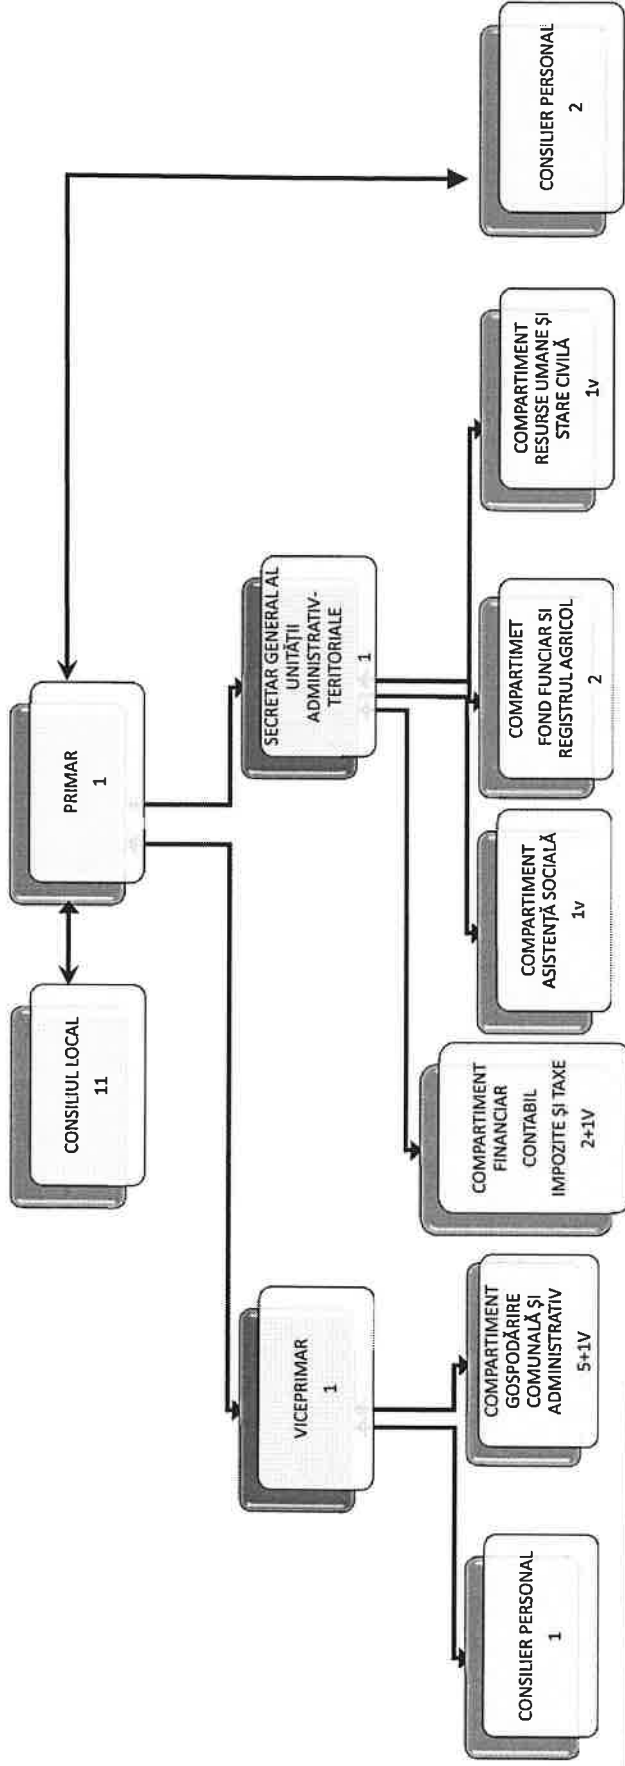 CONSILIUL LOCAL
11
PRIMAR
1
VICEPRIMAR
1
SECRETAR GENERAL AL
UNITĂȚII
ADMINISTRATIV-
TERITORIALE
1
CONSILIER PERSONAL
1
COMPARTIMENT
GOSPODĂRIRE
COMUNALĂ ȘI
ADMINISTRATIV
5+1V
COMPARTIMENT
FINANCIAR
CONTABIL
IMPOZITE ȘI TAXE
2+1V
COMPARTIMENT
ASISTENȚĂ SOCIALĂ
1v
COMPARTIMET
FOND FUNCIAR SI
REGISTRUL AGRICOL
2
COMPARTIMENT
RESURSE UMANE ȘI
STARE CIVILĂ
1v
CONSILIER PERSONAL
2